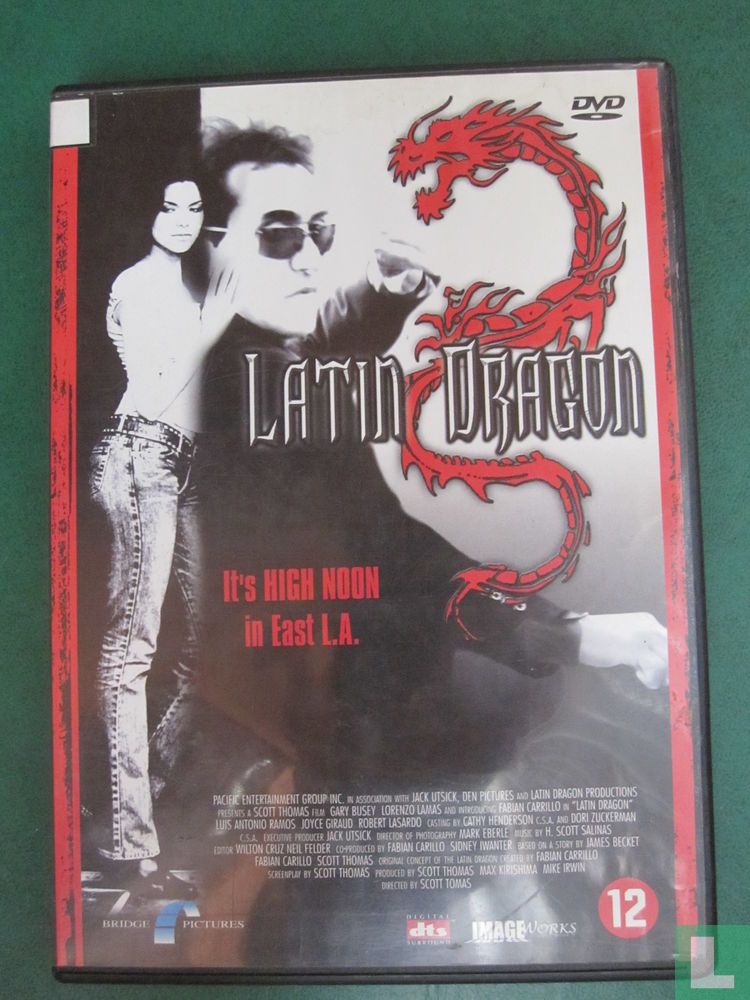 DVD
LATIN DRAGON
It's HIGH NOON
in East L.A.
PACIFIC ENTERTAINMENT GROUP INC. IN ASSOCIATION WITH JACK UTSICK, DEN PICTURES AND LATIN DRAGON PRODUCTIONS
PRESENTS A SCOTT THOMAS FILM GARY BUSEY LORENZO LAMAS AND INTRODUCING FABIAN CARRILLO IN "LATIN DRAGON"
LUIS ANTONIO RAMOS JOYCE GIRAUD ROBERT LASARDO CASTING BY CATHY HENDERSON C.S.A. AND DORI ZUCKERMAN
C.S.A. EXECUTIVE PRODUCER JACK UTSICK DIRECTOR OF PHOTOGRAPHY MARK EBERLE MUSIC BY H. SCOTT SALINAS
EDITOR WILTON CRUZ NEIL FELDER CO-PRODUCED BY FABIAN CARILLO SIDNEY IWANTER BASED ON A STORY BY JAMES BECKET
FABIAN CARILLO SCOTT THOMAS ORIGINAL CONCEPT OF THE LATIN DRAGON CREATED BY FABIAN CARRILLO
SCREENPLAY BY SCOTT THOMAS PRODUCED BY SCOTT THOMAS MAX KIRISHIMA MIKE IRWIN
DIRECTED BY SCOTT TOMAS
BRIDGE PICTURES
DIGITAL
dts
SURROUND
IMAGEWORKS
12
L